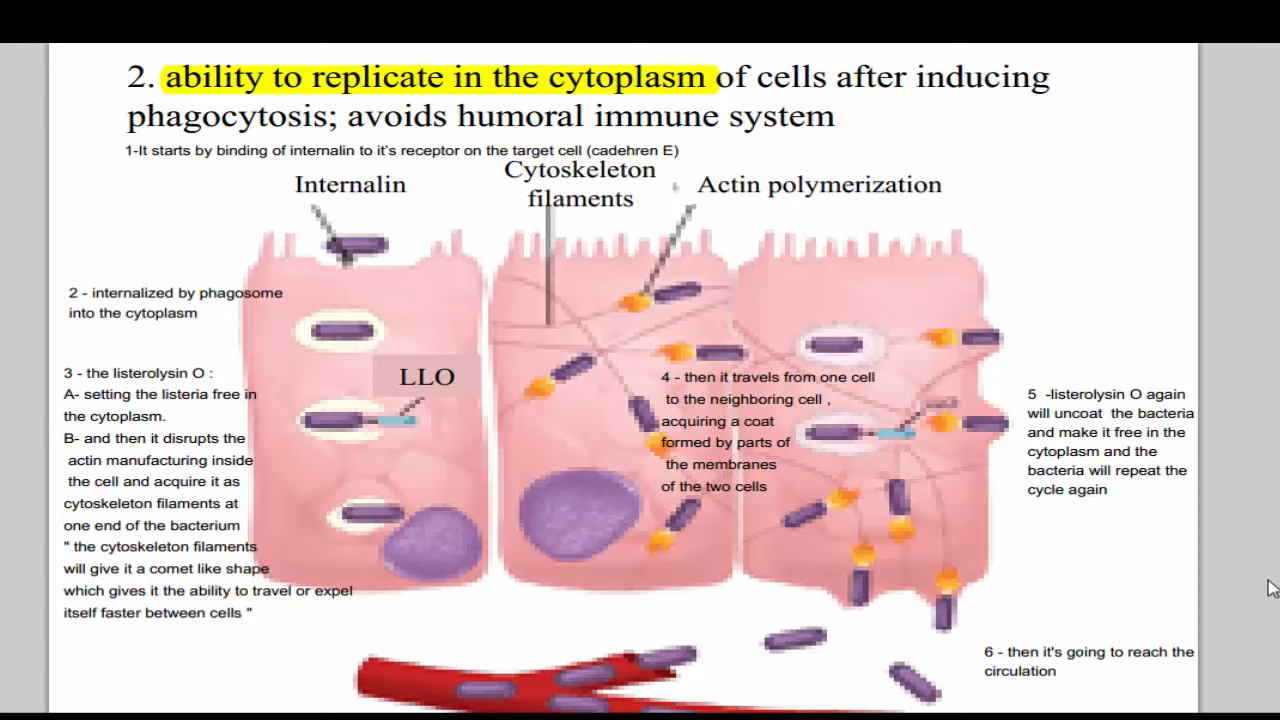 2. ability to replicate in the cytoplasm of cells after inducing
phagocytosis; avoids humoral immune system
1-It starts by binding of internalin to it's receptor on the target cell (cadehren E)
Internalin
Cytoskeleton
filaments
Actin polymerization
2 - internalized by phagosome
into the cytoplasm
3 - the listerolysin O :
A- setting the listeria free in
the cytoplasm.
B- and then it disrupts the
actin manufacturing inside
the cell and acquire it as
cytoskeleton filaments at
one end of the bacterium
" the cytoskeleton filaments
will give it a comet like shape
which gives it the ability to travel or expel
itself faster between cells "
LLO
4 - then it travels from one cell
to the neighboring cell ,
acquiring a coat
formed by parts of
the membranes
of the two cells
5 -listerolysin O again
will uncoat the bacteria
and make it free in the
cytoplasm and the
bacteria will repeat the
cycle again
6 - then it's going to reach the
circulation